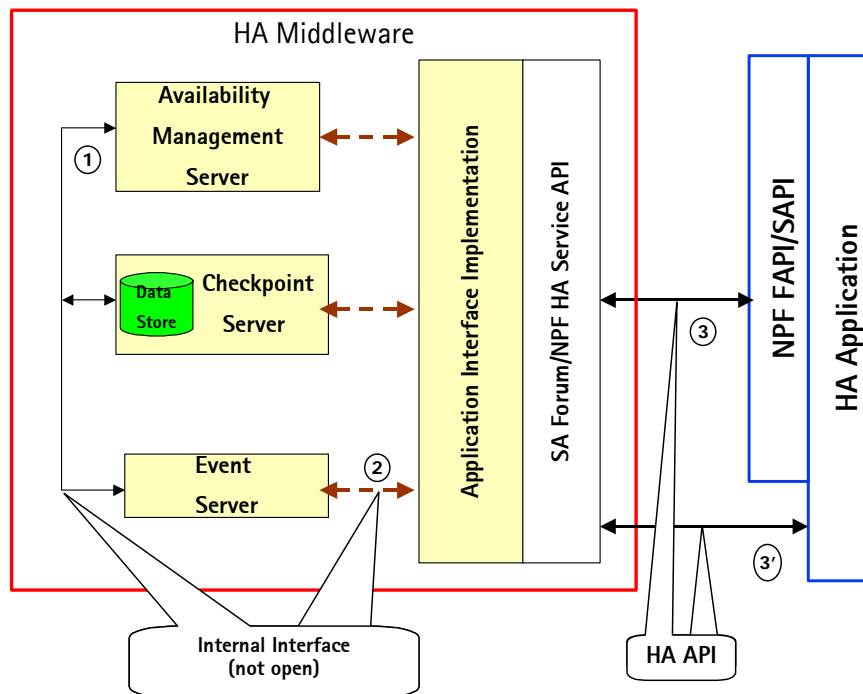 HA Middleware
Availability
Management
Server
1
Data
Store
Checkpoint
Server
Event
Server
2
Application Interface Implementation
SA Forum/NPF HA Service API
3
3’
NPF FAPI/SAPI
HA Application
Internal Interface
(not open)
HA API